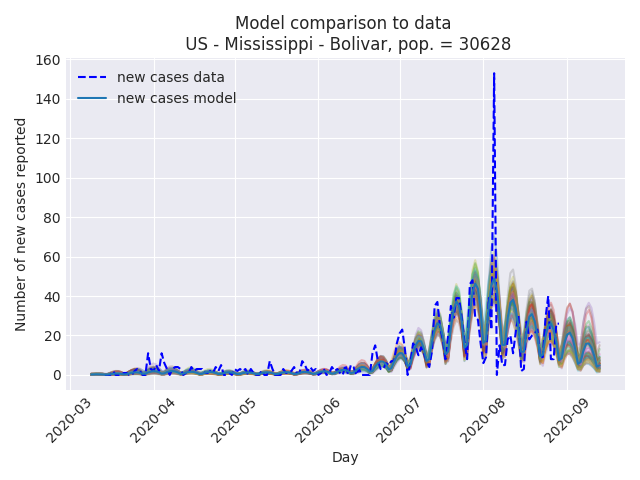 Model comparison to data
US - Mississippi - Bolivar, pop. = 30628
new cases data
new cases model
Number of new cases reported
160
140
120
100
80
60
40
20
0
2020-03
2020-04
2020-05
2020-06
2020-07
2020-08
2020-09
Day